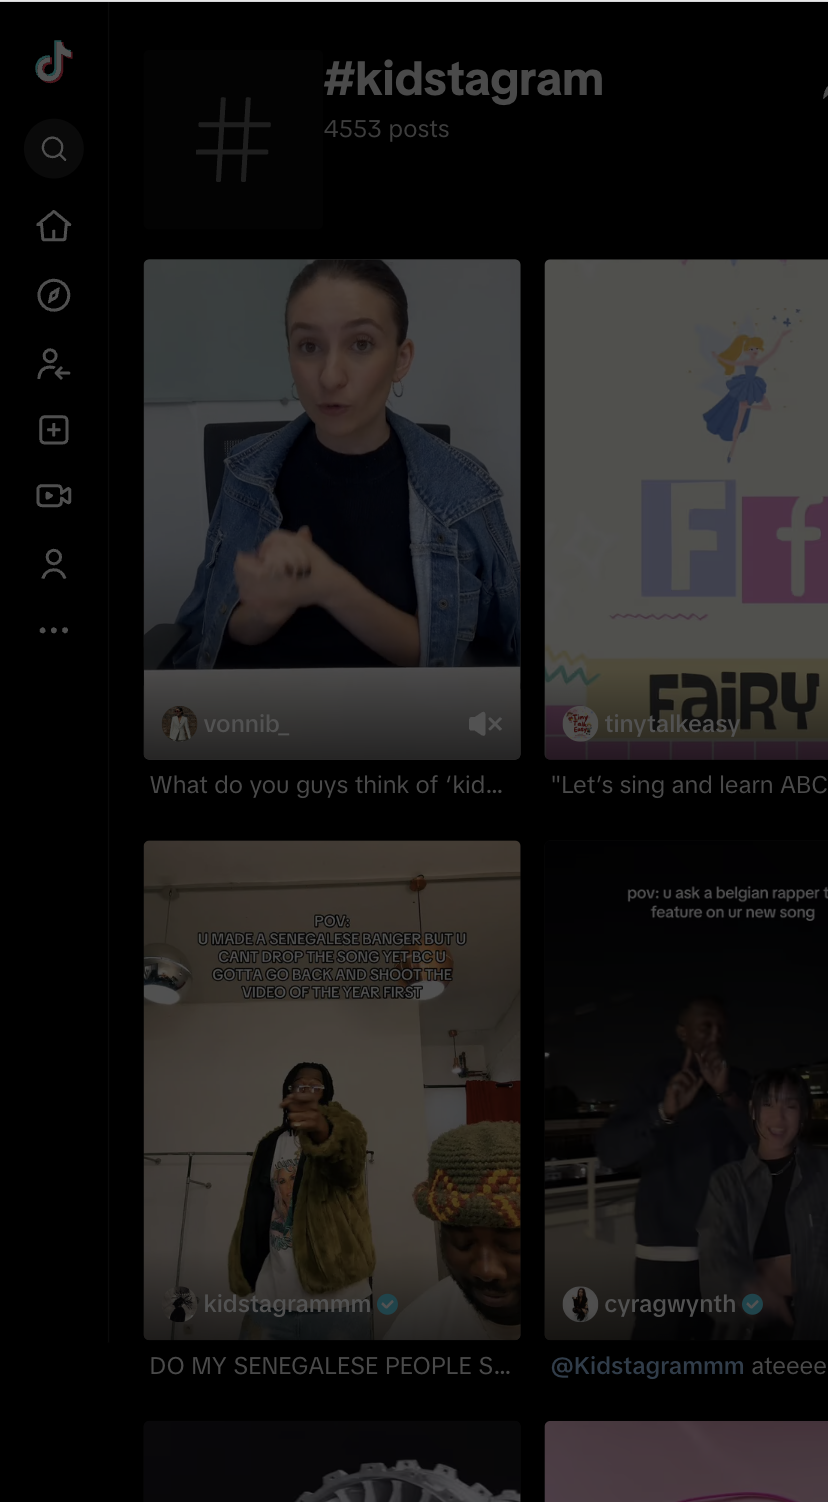 #kidstagram
4553 posts
F f
FAIRY
vonnib_
tinytalkeasy
What do you guys think of ‘kid...
"Let’s sing and learn ABC
POV:
U MADE A SENEGALESE BANGER BUT U
CANT DROP THE SONG YET BC U
GOTTA GO BACK AND SHOOT THE
VIDEO OF THE YEAR FIRST
pov: u ask a belgian rapper t
feature on ur new song
kidstagrammm
cyragwynth
DO MY SENEGALESE PEOPLE S...
@Kidstagrammm ateeee